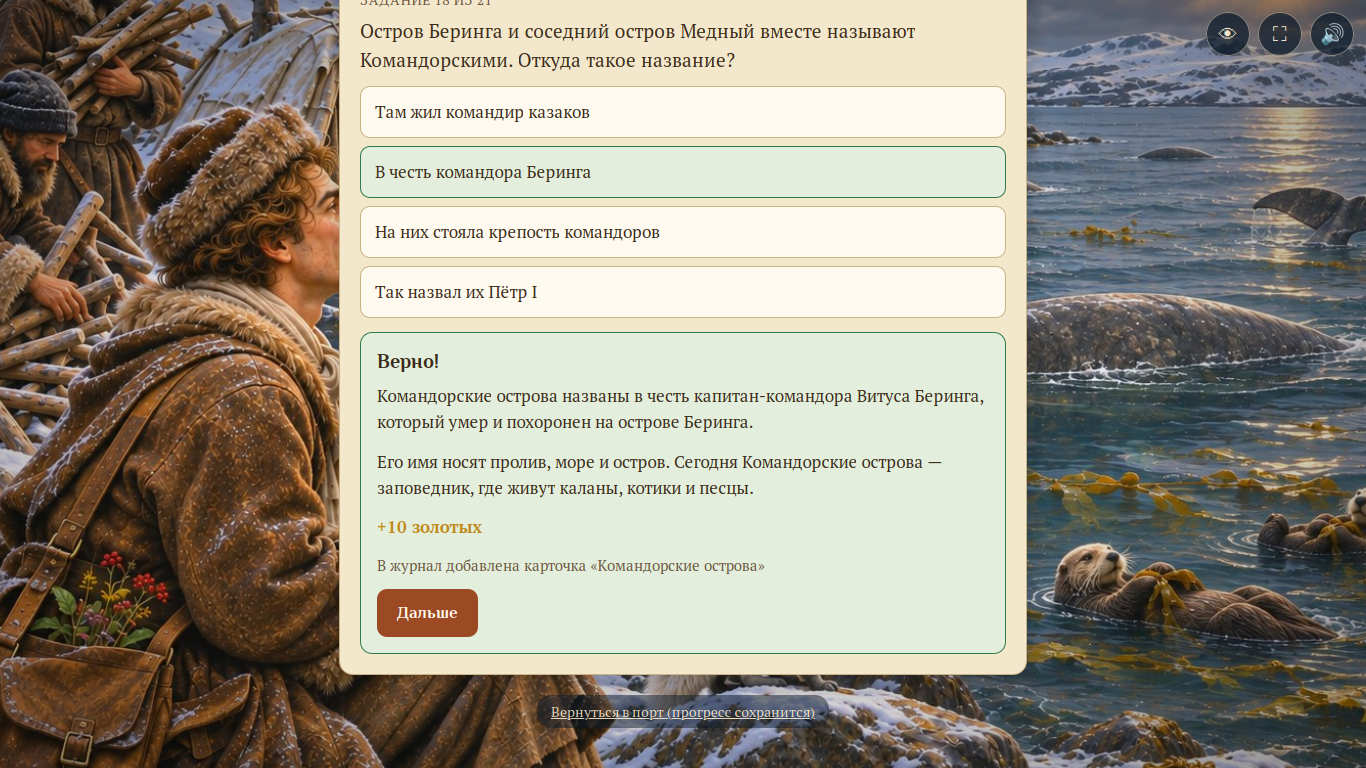 ЗАДАНИЕ 18 ИЗ 21
Остров Беринга и соседний остров Медный вместе называют
Командорскими. Откуда такое название?
Там жил командир казаков
В честь командора Беринга
На них стояла крепость командоров
Так назвал их Пётр I
Верно!
Командорские острова названы в честь капитан-командора Витуса Беринга,
который умер и похоронен на острове Беринга.
Его имя носят пролив, море и остров. Сегодня Командорские острова —
заповедник, где живут каланы, котики и песцы.
+10 золотых
В журнал добавлена карточка «Командорские острова»
Дальше
Вернуться в порт (прогресс сохранится)